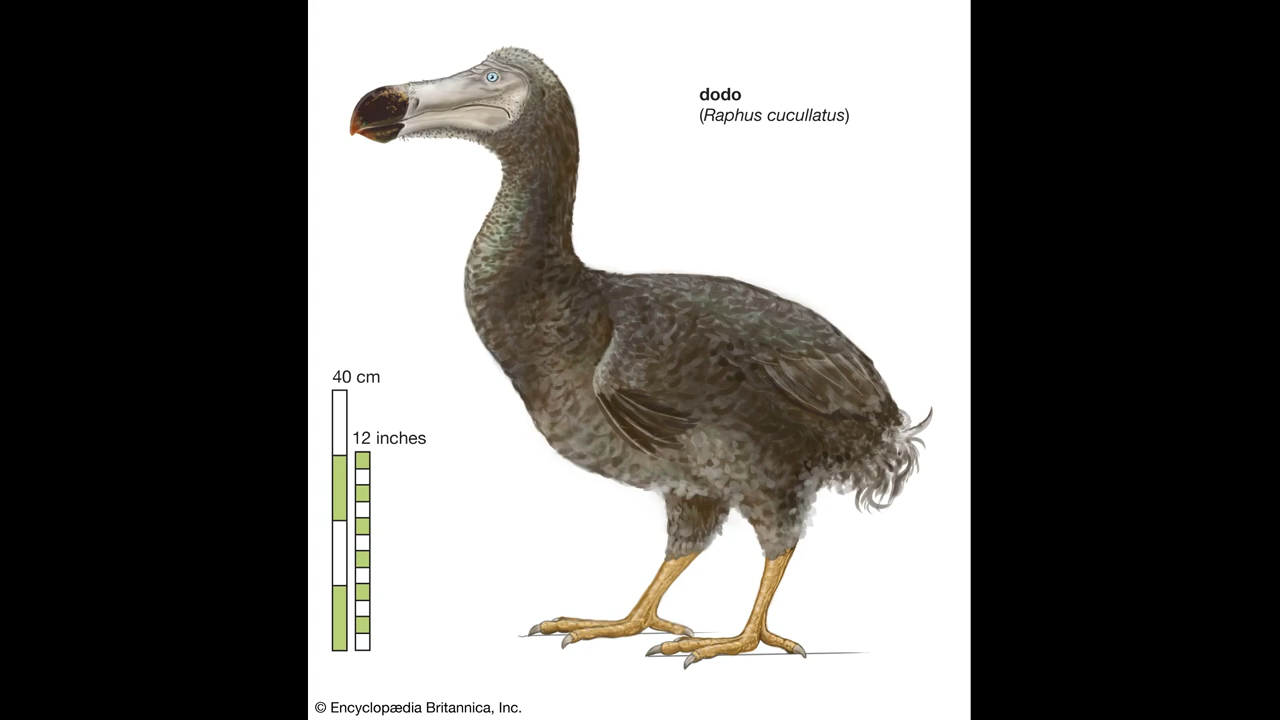 dodo
(Raphus cucullatus)
40 cm
12 inches
© Encyclopædia Britannica, Inc.